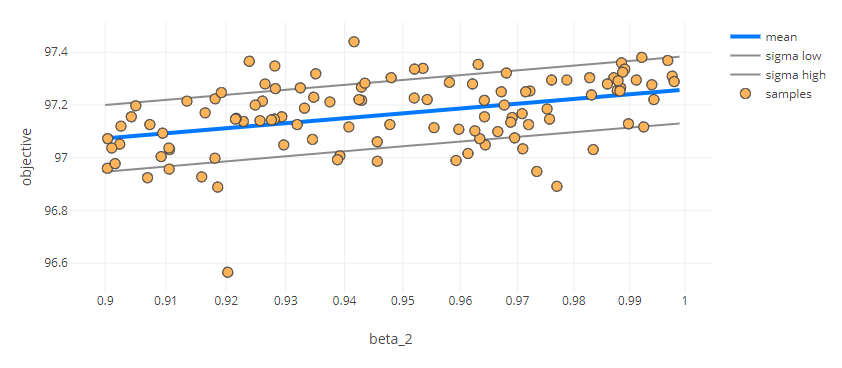 97.4
97.2
97
96.8
96.6
objective
0.9 0.91 0.92 0.93 0.94 0.95 0.96 0.97 0.98 0.99 1
beta_2
mean
sigma low
sigma high
samples